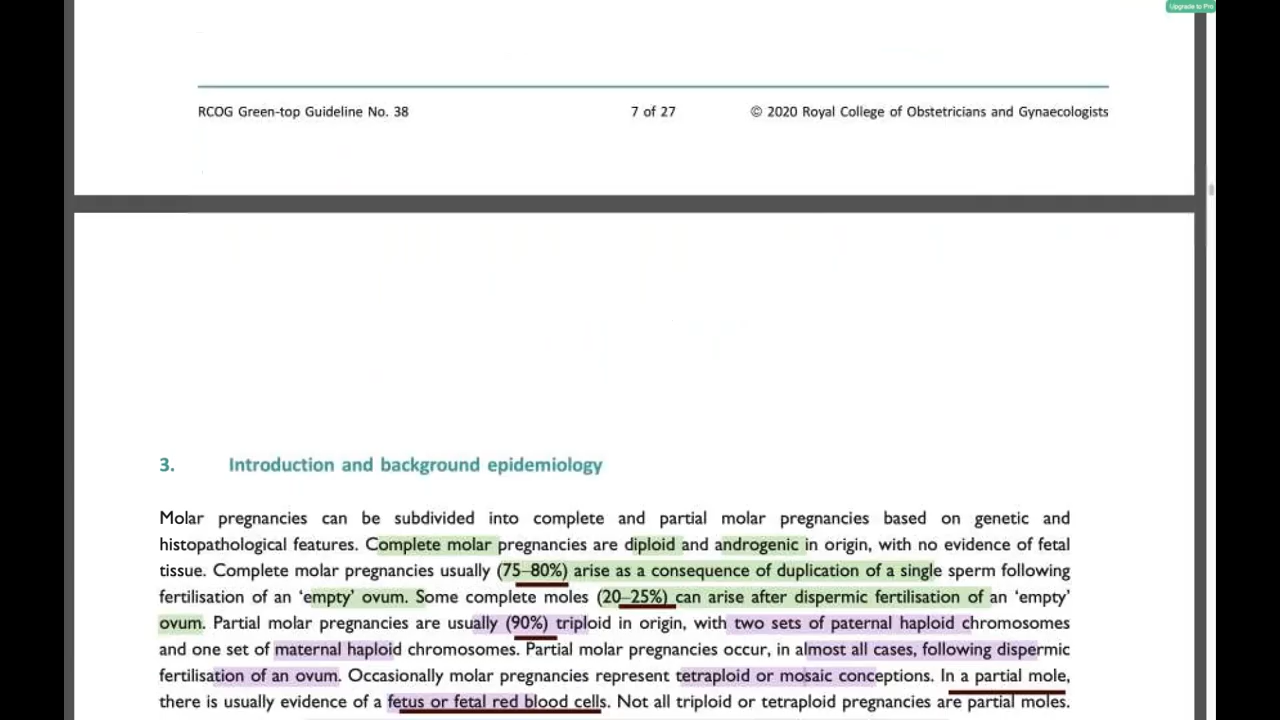 Upgrade to Pro
RCOG Green-top Guideline No. 38 7 of 27 © 2020 Royal College of Obstetricians and Gynaecologists
3. Introduction and background epidemiology
Molar pregnancies can be subdivided into complete and partial molar pregnancies based on genetic and
histopathological features. Complete molar pregnancies are diploid and androgenic in origin, with no evidence of fetal
tissue. Complete molar pregnancies usually (75–80%) arise as a consequence of duplication of a single sperm following
fertilisation of an ‘empty’ ovum. Some complete moles (20–25%) can arise after dispermic fertilisation of an ‘empty’
ovum. Partial molar pregnancies are usually (90%) triploid in origin, with two sets of paternal haploid chromosomes
and one set of maternal haploid chromosomes. Partial molar pregnancies occur, in almost all cases, following dispermic
fertilisation of an ovum. Occasionally molar pregnancies represent tetraploid or mosaic conceptions. In a partial mole,
there is usually evidence of a fetus or fetal red blood cells. Not all triploid or tetraploid pregnancies are partial moles.